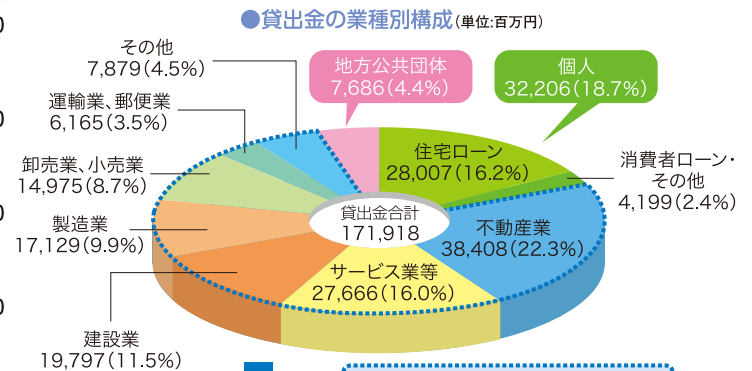 ●貸出金の業種別構成(単位:百万円)
その他
7,879(4.5%)
地方公共団体
7,686(4.4%)
個人
32,206(18.7%)
運輸業、郵便業
6,165(3.5%)
住宅ローン
28,007(16.2%)
消費者ローン・
その他
4,199(2.4%)
卸売業、小売業
14,975(8.7%)
貸出金合計
171,918
不動産業
38,408(22.3%)
製造業
17,129(9.9%)
サービス業等
27,666(16.0%)
建設業
19,797(11.5%)
0
0
0
0